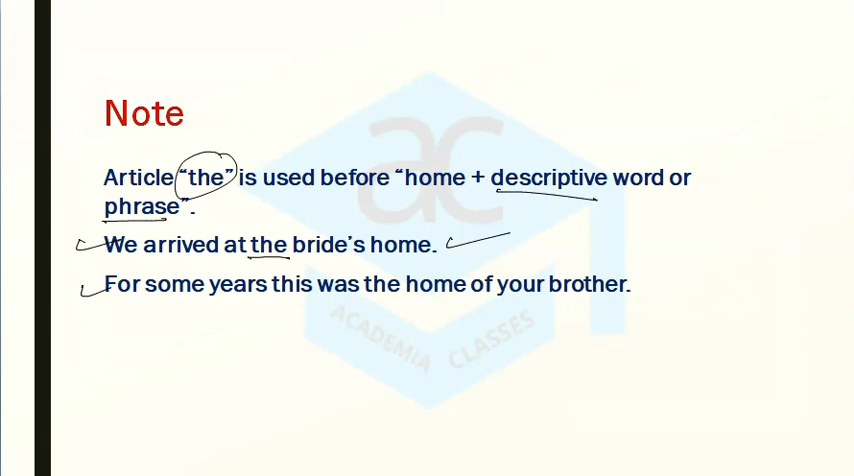 Note
Article “the” is used before “home + descriptive word or
phrase”.
We arrived at the bride’s home.
For some years this was the home of your brother.
ac
ACADEMIA CLASSES